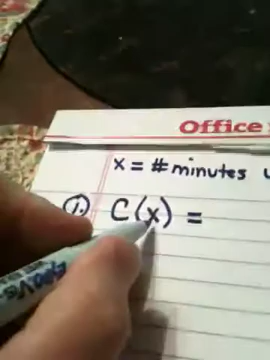 Office
x = # minutes
1. C(x) =